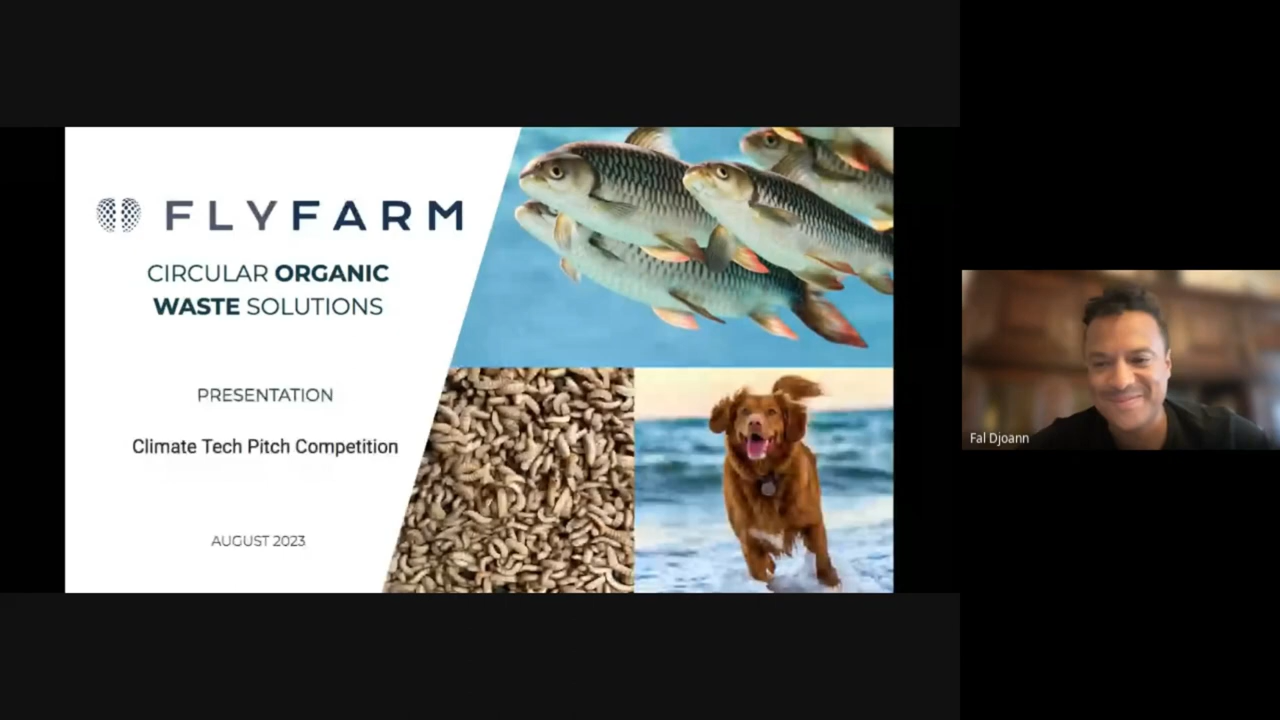 FLYFARM
CIRCULAR ORGANIC
WASTE SOLUTIONS
PRESENTATION
Climate Tech Pitch Competition
AUGUST 2023
Fal Djoann